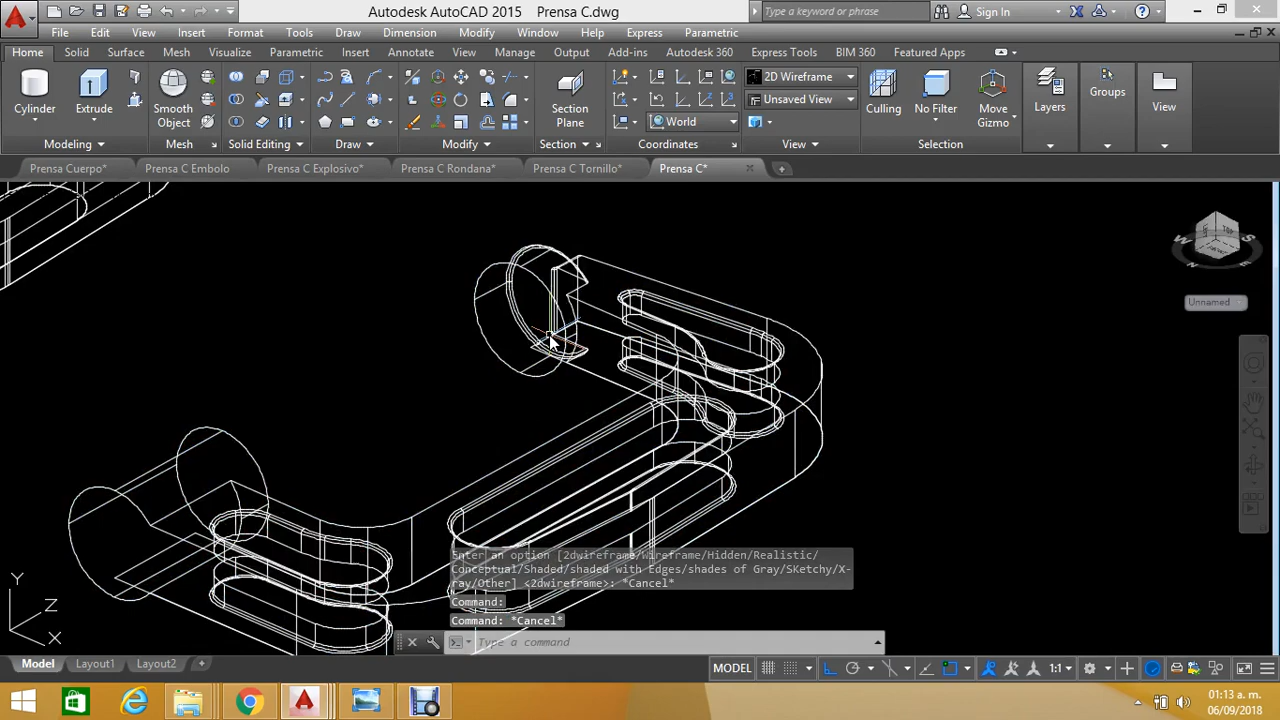 Autodesk AutoCAD 2015 Prensa C.dwg
Type a keyword or phrase
Sign In
File Edit View Insert Format Tools Draw Dimension Modify Window Help Express Parametric
Home Solid Surface Mesh Visualize Parametric Insert Annotate View Manage Output Add-ins Autodesk 360 Express Tools BIM 360 Featured Apps
2D Wireframe
Unsaved View
World
Cylinder
Extrude
Smooth
Object
Section
Plane
Culling
No Filter
Move
Gizmo
Layers
Groups
View
Modeling
Mesh
Solid Editing
Draw
Modify
Section
Coordinates
View
Selection
Prensa Cuerpo*
Prensa C Embolo
Prensa C Explosivo*
Prensa C Rondana*
Prensa C Tornillo*
Prensa C*
TOP
W
S
Unnamed
Y
Z
X
Enter an option [2dwireframe/Wireframe/Hidden/Realistic/
Conceptual/Shaded/shaded with Edges/shades of Gray/SKetchy/X-
ray/Other] <2dwireframe>: *Cancel*
Command:
Command: *Cancel*
Type a command
Model Layout1 Layout2
MODEL
1:1
01:13 a. m.
06/09/2018